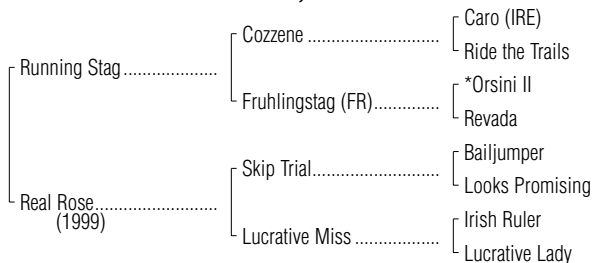 Caro (IRE)
Cozzene ..............................
Ride the Trails
Running Stag.....................
*Orsini II
Fruhlingstag (FR)...............
Revada
Bailjumper
Skip Trial.............................
Looks Promising
Real Rose...........................
(1999)
Irish Ruler
Lucrative Miss ...................
Lucrative Lady